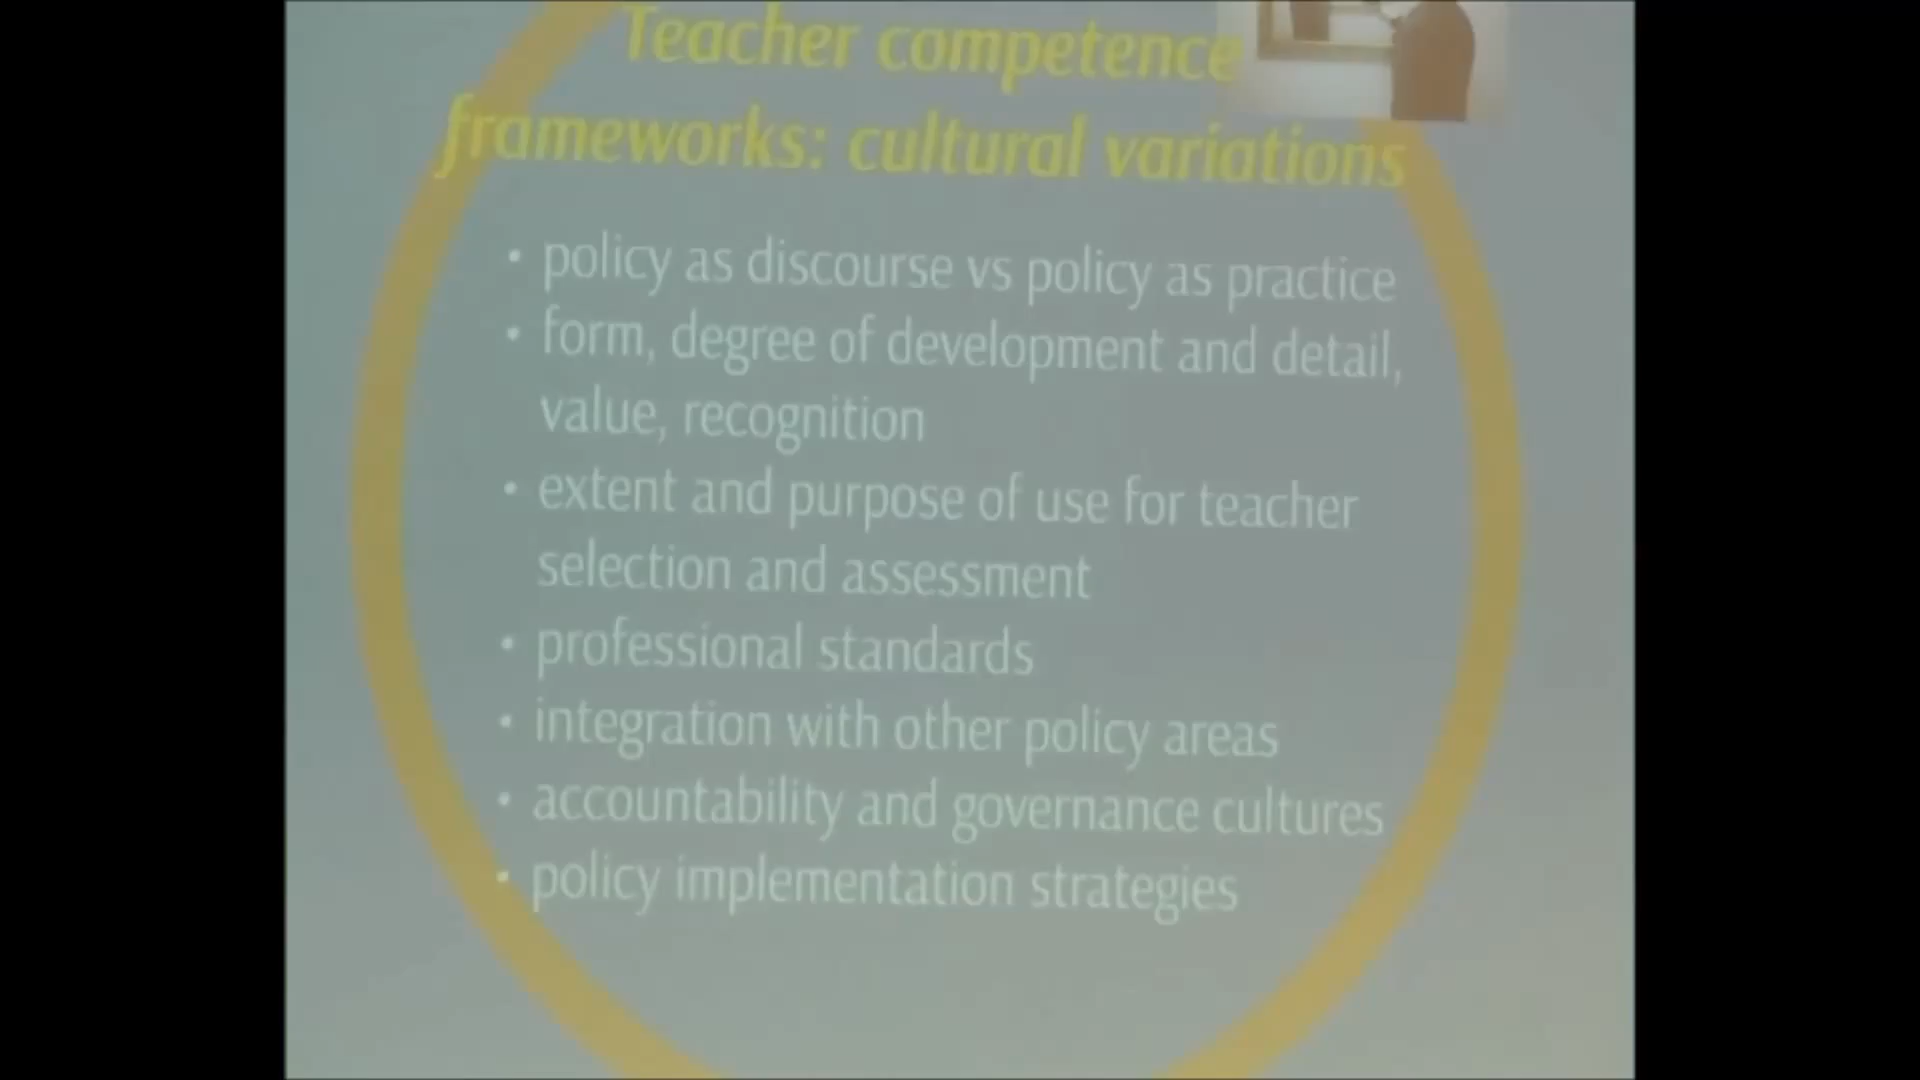 Teacher competence
frameworks: cultural variations
• policy as discourse vs policy as practice
• form, degree of development and detail,
value, recognition
• extent and purpose of use for teacher
selection and assessment
• professional standards
• integration with other policy areas
• accountability and governance cultures
• policy implementation strategies